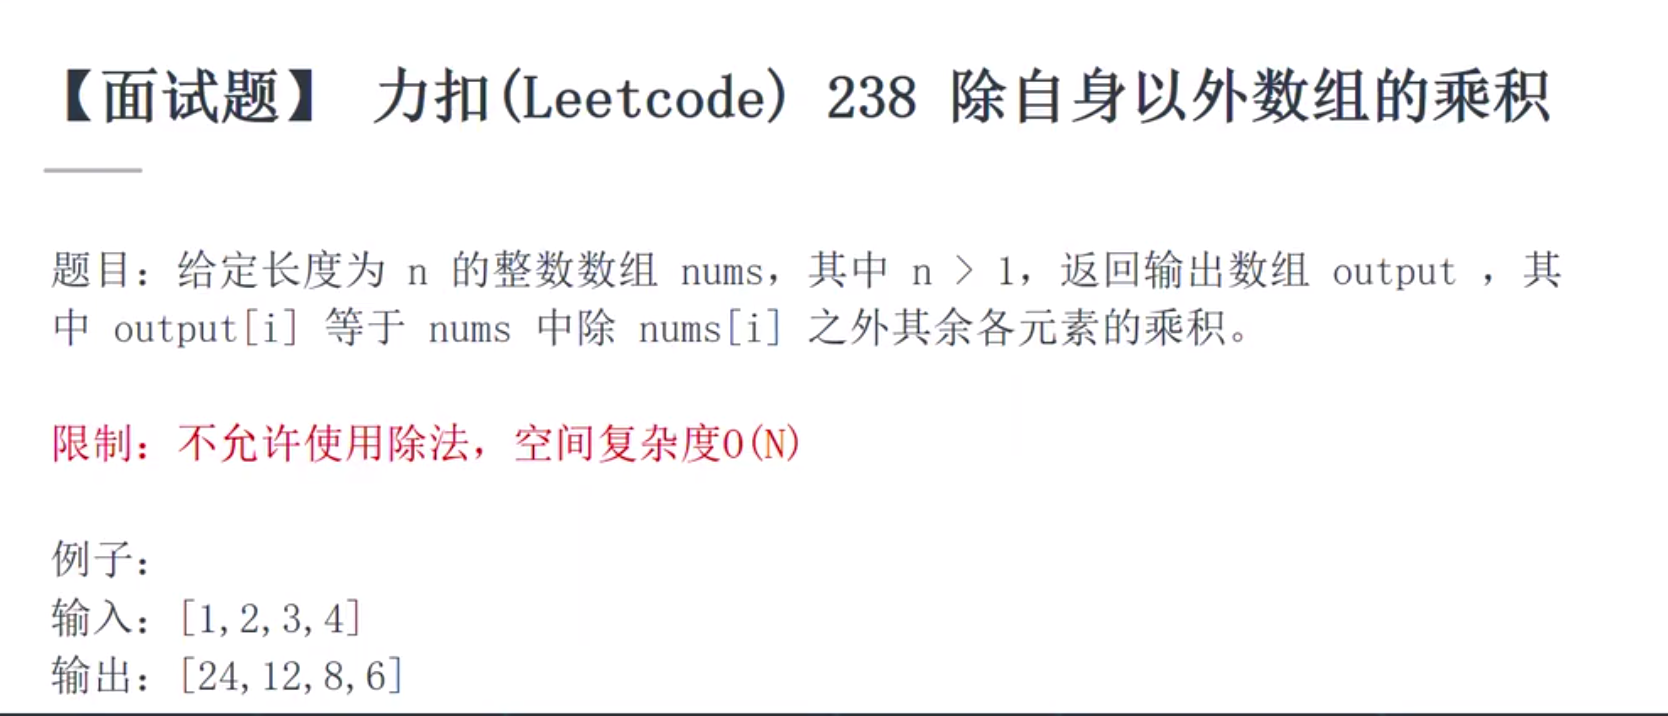 【面试题】 力扣(Leetcode) 238 除自身以外数组的乘积
题目：给定长度为 n 的整数数组 nums，其中 n > 1，返回输出数组 output ，其
中 output[i] 等于 nums 中除 nums[i] 之外其余各元素的乘积。
限制：不允许使用除法，空间复杂度O(N)
例子：
输入：[1,2,3,4]
输出：[24,12,8,6]